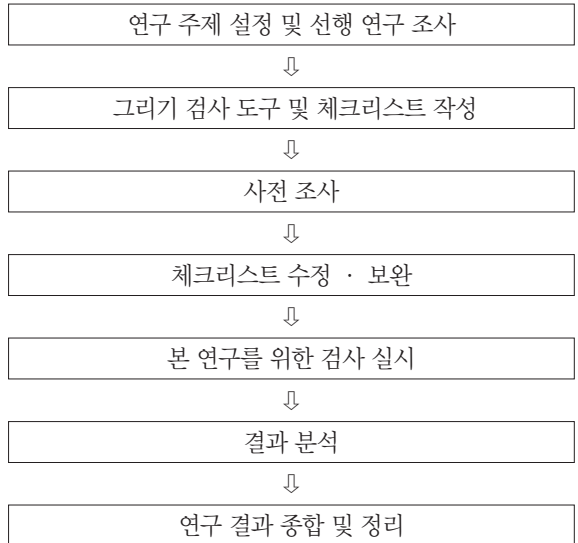 연구 주제 설정 및 선행 연구 조사
⇩
그리기 검사 도구 및 체크리스트 작성
⇩
사전 조사
⇩
체크리스트 수정 · 보완
⇩
본 연구를 위한 검사 실시
⇩
결과 분석
⇩
연구 결과 종합 및 정리